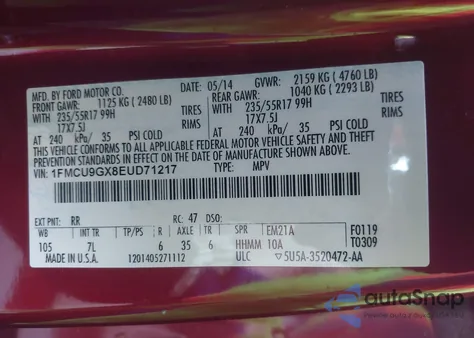 MFD. BY FORD MOTOR CO.
05/14 GVWR: 2159 KG ( 4760 LB)
FRONT GAWR: 1125 KG ( 2480 LB) REAR GAWR: 1040 KG ( 2293 LB)
WITH 235/55R17 99H TIRES WITH 235/55R17 99H TIRES
17X7.5J RIMS 17X7.5J RIMS
AT 240 kPa/ 35 PSI COLD AT 240 kPa/ 35 PSI COLD
THIS VEHICLE CONFORMS TO ALL APPLICABLE FEDERAL MOTOR VEHICLE SAFETY
AND THEFT PREVENTION STANDARDS IN EFFECT ON THE DATE OF MANUFACTURE
SHOWN ABOVE.
VIN: 1FMCU9GX8EUD71217
TYPE: MPV
EXT PNT: RR RC: 47 DSO:
WB INT TR TP/PS R AXLE TR SPR EM21A F0119
105 7L 6 35 6 HHMM 10A T0309
MADE IN U.S.A. 1201405271112 ULC ▽5U5A-3520472-AA
autoSnap
www.autosnap.cc